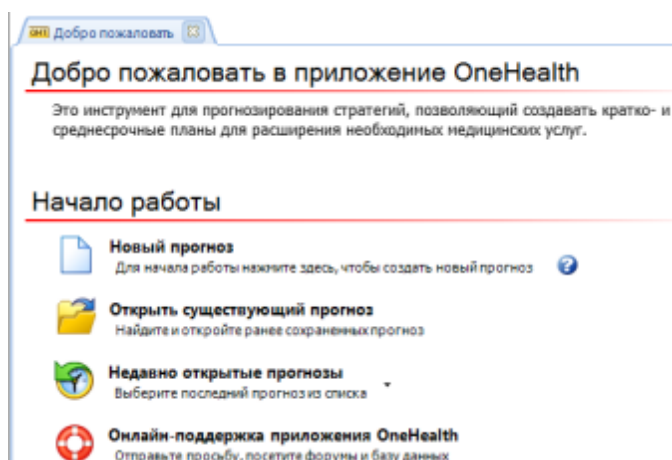 ОНТ Добро пожаловать
Добро пожаловать в приложение OneHealth
Это инструмент для прогнозирования стратегий, позволяющий создавать кратко- и
среднесрочные планы для расширения необходимых медицинских услуг.
Начало работы
Новый прогноз
Для начала работы нажмите здесь, чтобы создать новый прогноз
Открыть существующий прогноз
Найдите и откройте ранее сохраненных прогноз
Недавно открытые прогнозы
Выберите последний прогноз из списка
Онлайн-поддержка приложения OneHealth
Отправьте просьбу, посетите форумы и базу данных